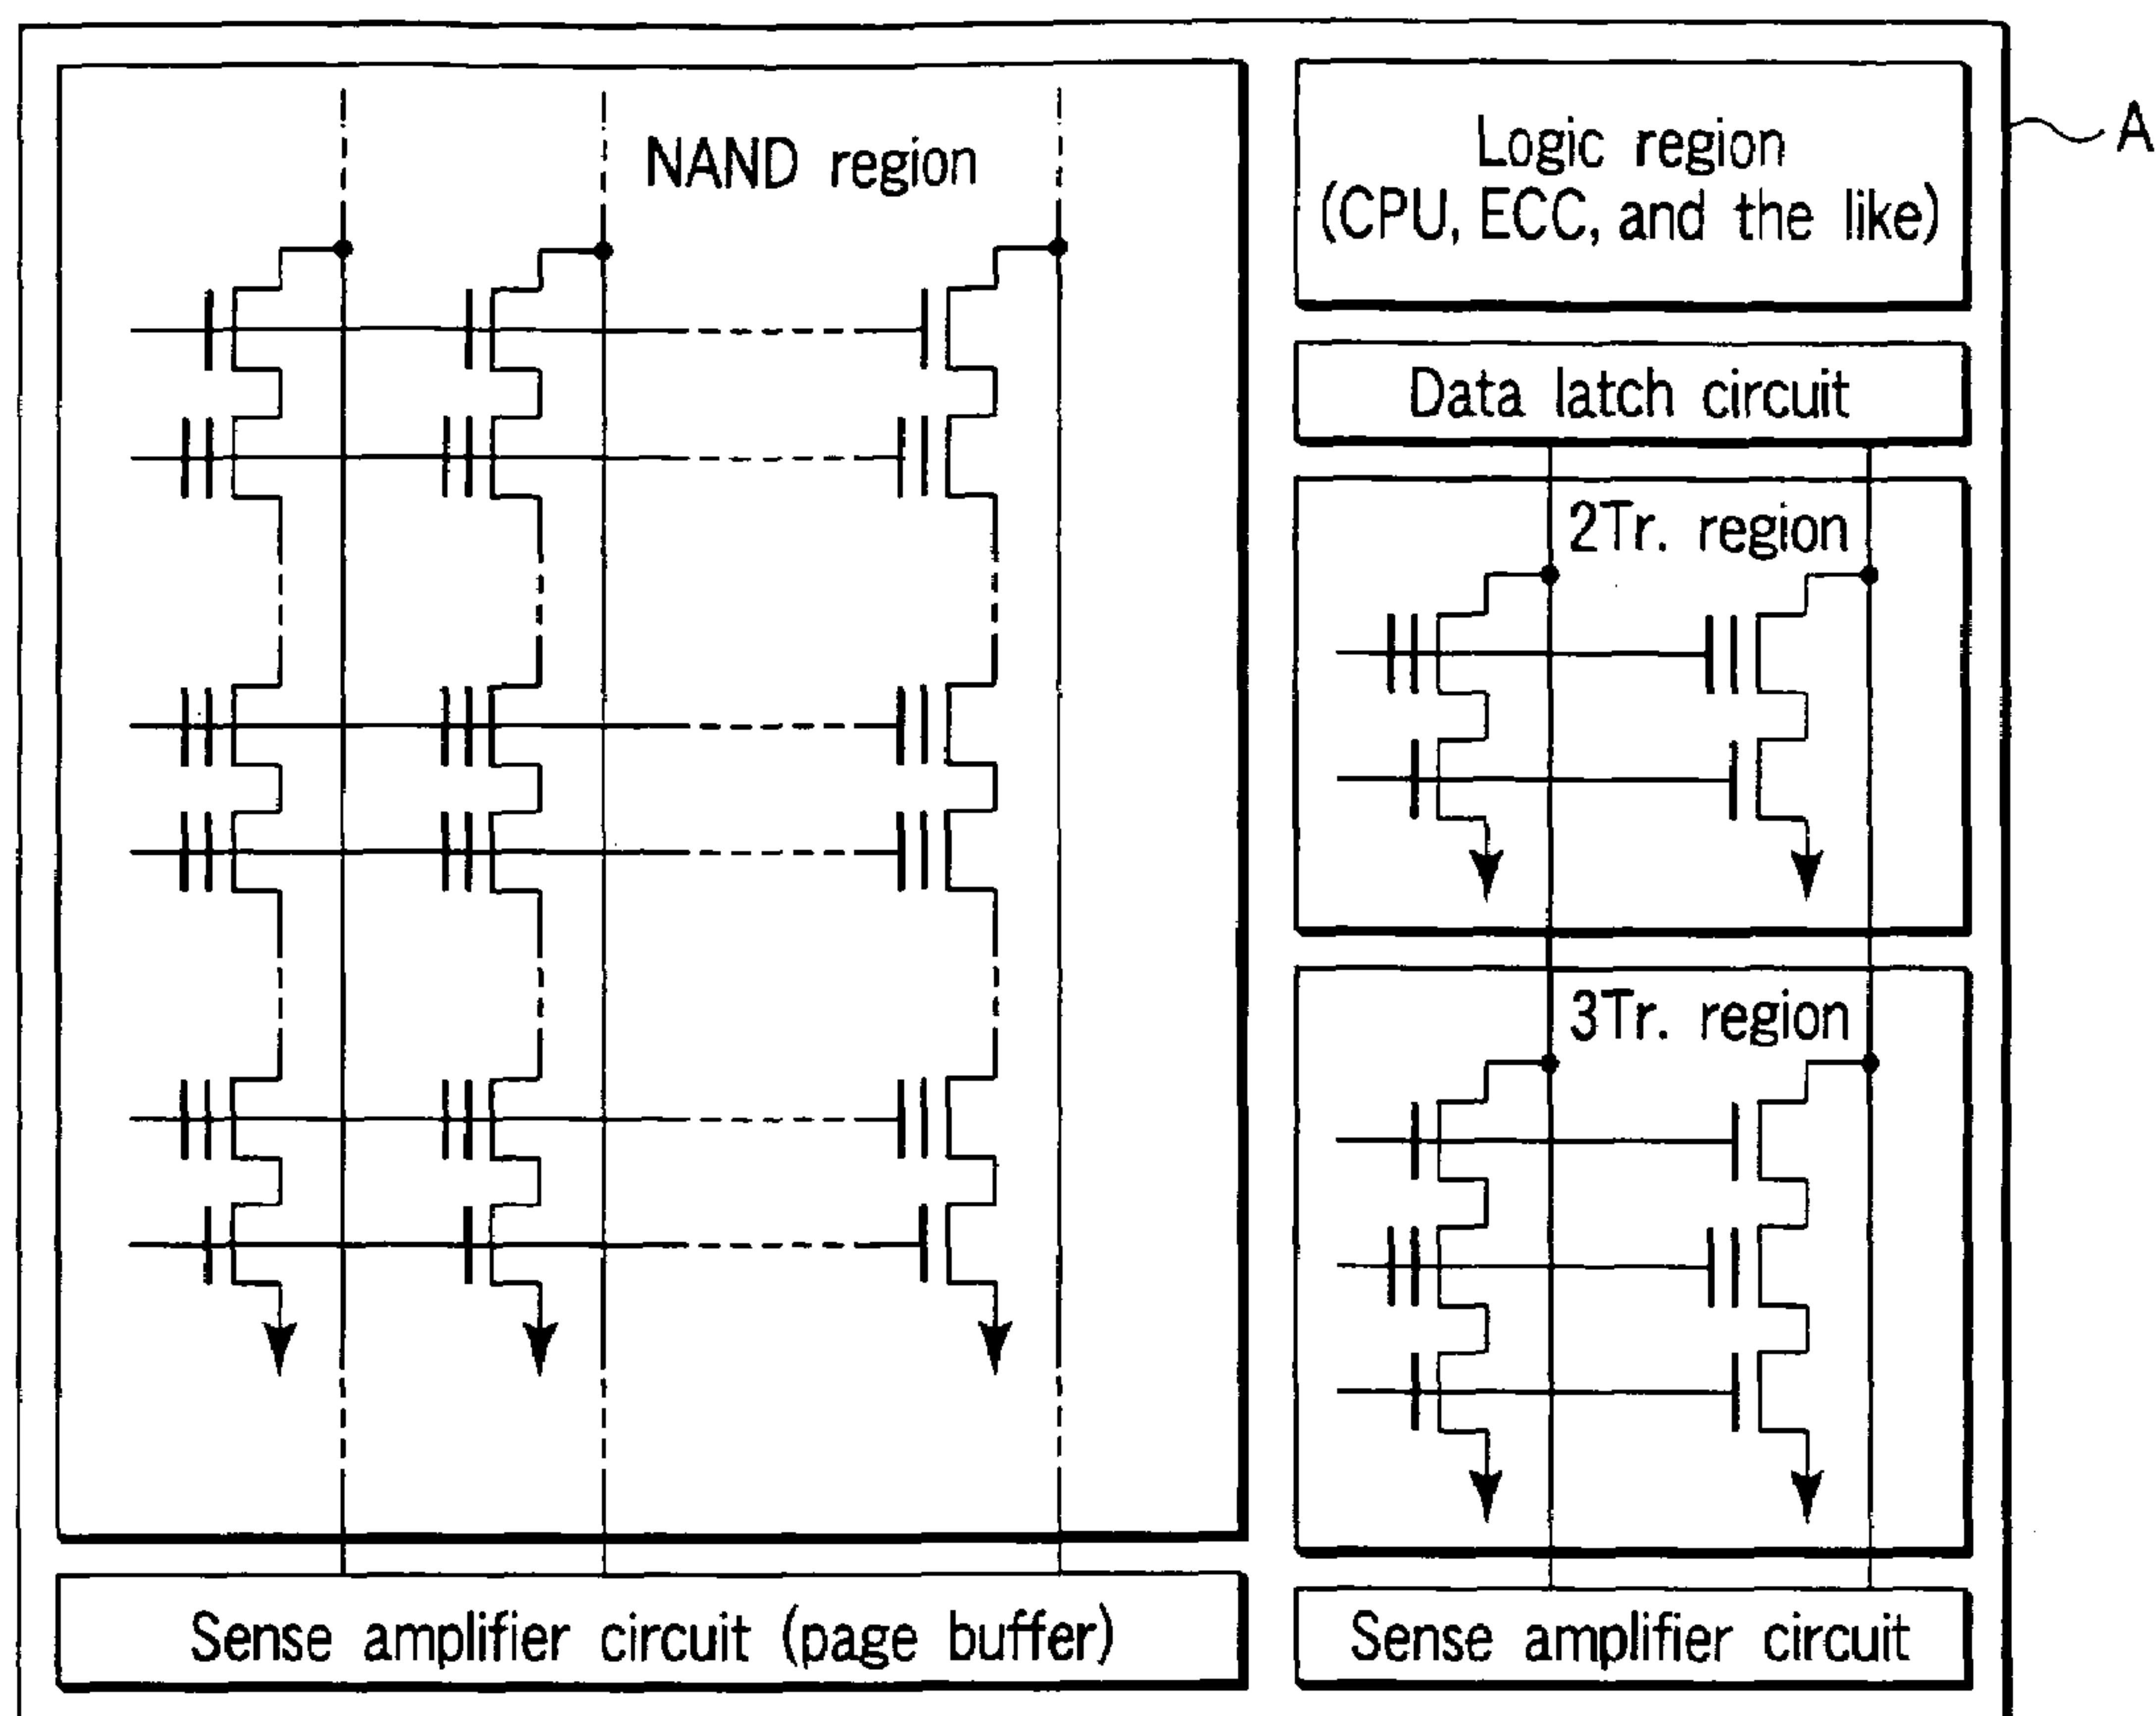 NAND region
Logic region
(CPU, ECC, and the like)
A
Data latch circuit
2Tr. region
3Tr. region
Sense amplifier circuit (page buffer)
Sense amplifier circuit